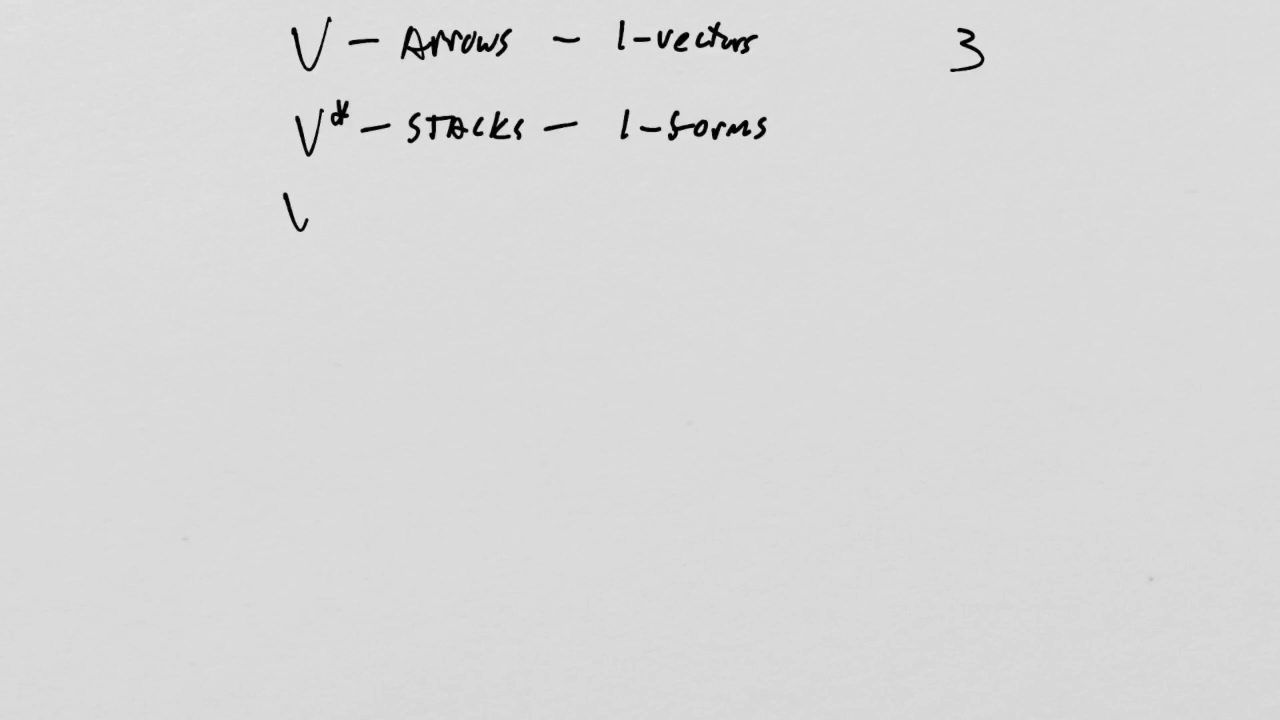 V – Arrows – 1-vectors 3
V* – STACKS – 1-forms
V